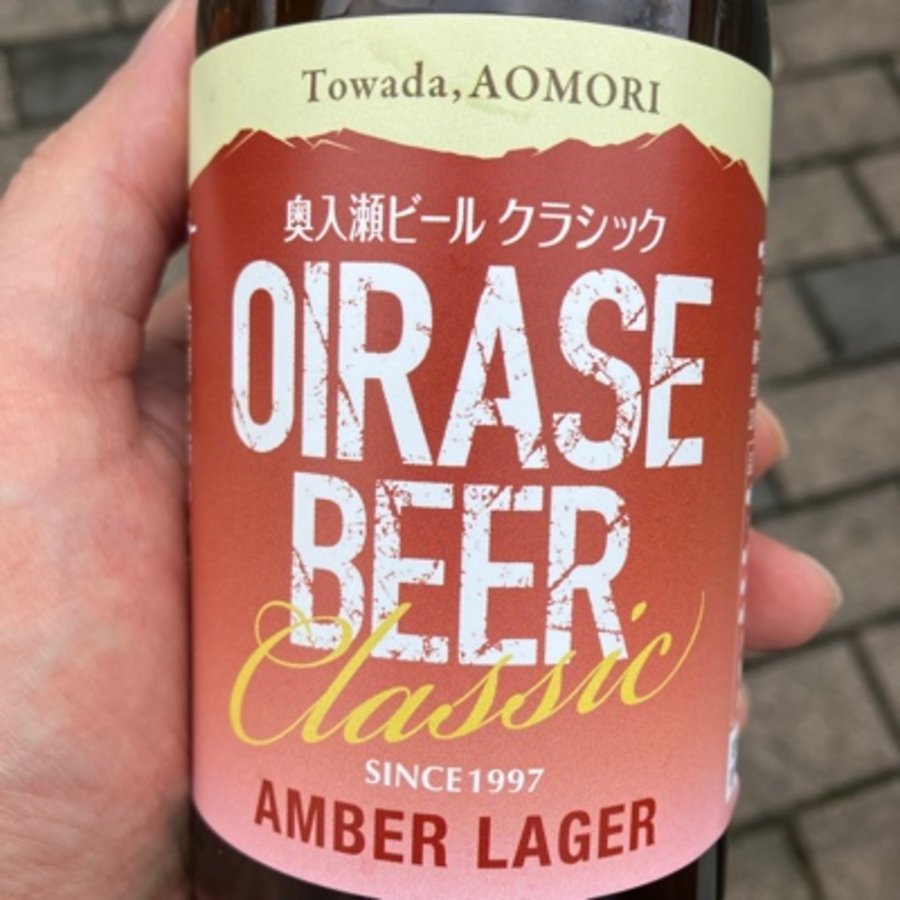 Towada, AOMORI
奥入瀬ビール クラシック
OIRASE
BEER
Classic
SINCE 1997
AMBER LAGER